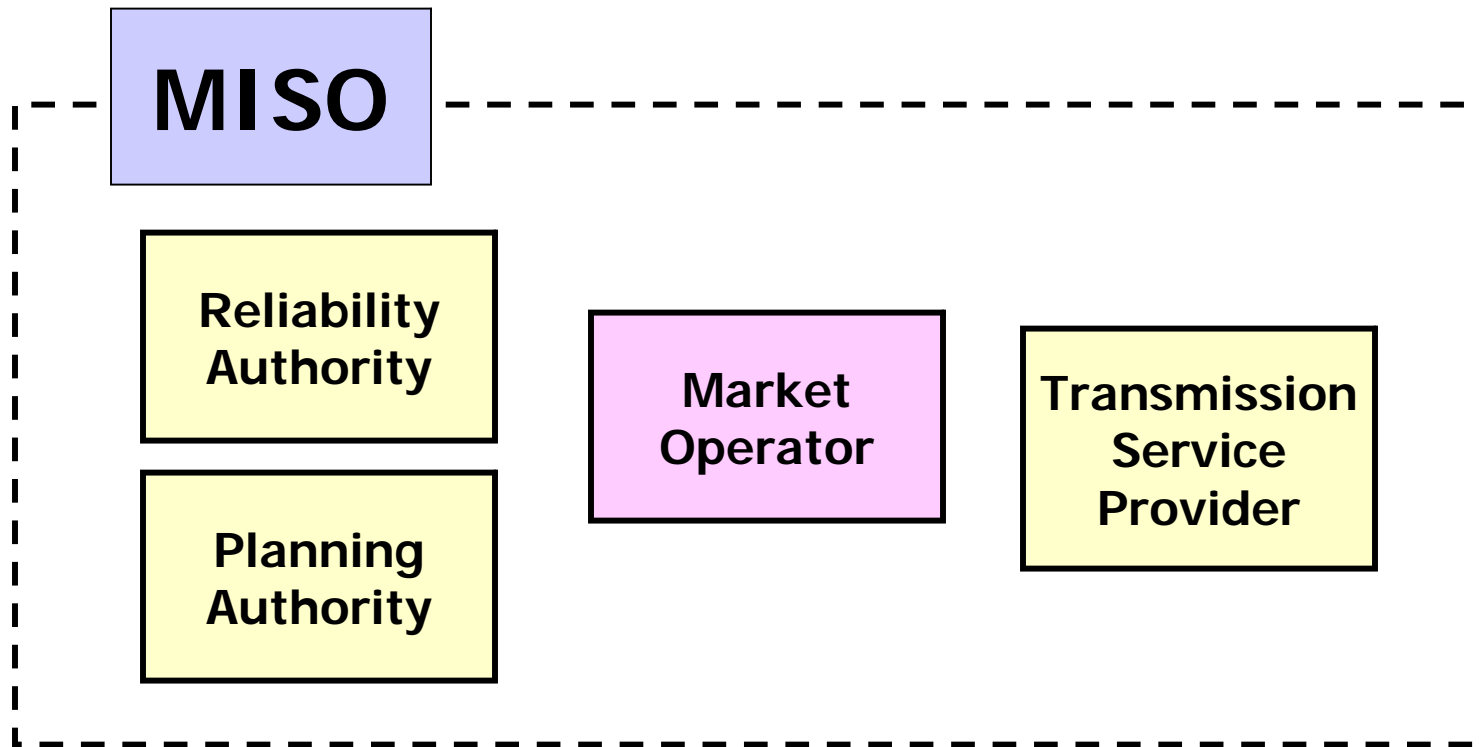 MISO
Reliability
Authority
Planning
Authority
Market
Operator
Transmission
Service
Provider